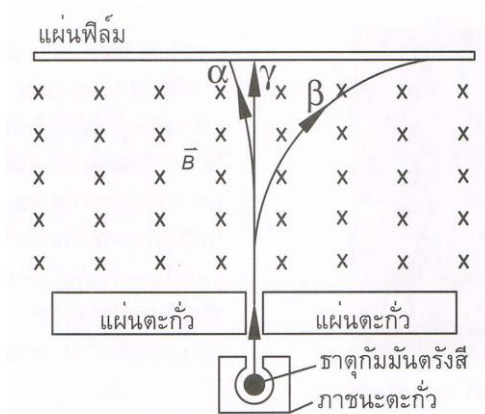 แผ่นฟิล์ม
α γ β
x x x x x x x x
x x x x x x x x
B
x x x x x x x x
x x x x x x x x
x x x x x x x x
แผ่นตะกั่ว แผ่นตะกั่ว
ธาตุกัมมันตรังสี
ภาชนะตะกั่ว